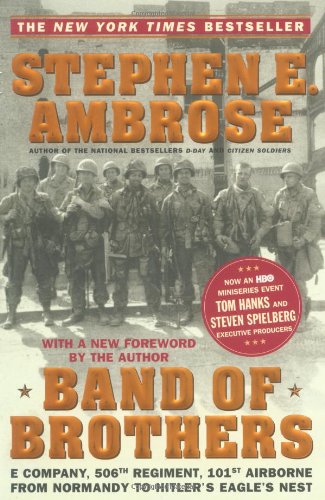 ★ THE NEW YORK TIMES BESTSELLER
STEPHEN E.
AMBROSE
AUTHOR OF THE NATIONAL BESTSELLERS D-DAY AND CITIZEN SOLDIERS
NOW AN HBO
MINISERIES EVENT
TOM HANKS AND
STEVEN SPIELBERG
EXECUTIVE PRODUCERS
WITH A NEW FOREWORD
BY THE AUTHOR
BAND OF
BROTHERS
E COMPANY, 506TH REGIMENT, 101ST AIRBORNE
FROM NORMANDY TO HITLER'S EAGLE'S NEST